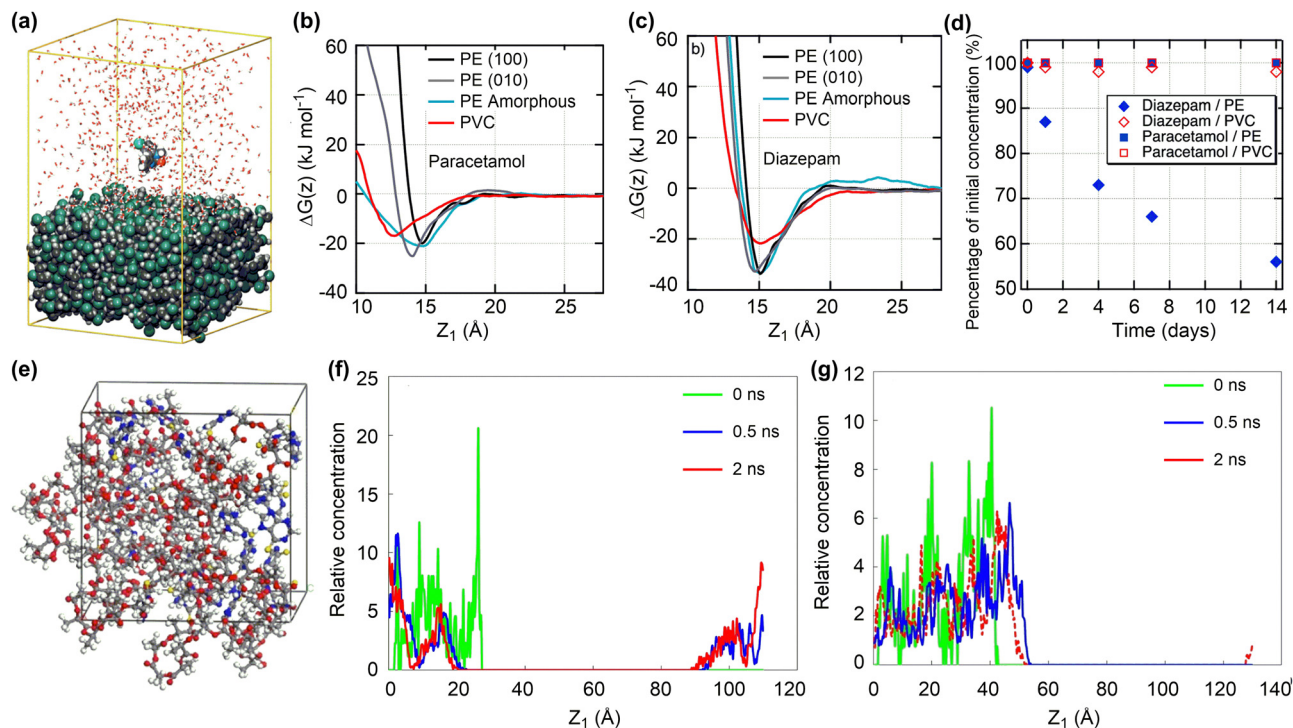 (a)
(b)
60
40
20
0
-20
-40
ΔG(z) (kJ mol⁻¹)
PE (100)
PE (010)
PE Amorphous
PVC
Paracetamol
10 15 20 25
Z₁ (Å)
(c)
b)
60
40
20
0
-20
-40
ΔG(z) (kJ mol⁻¹)
PE (100)
PE (010)
PE Amorphous
PVC
Diazepam
10 15 20 25
Z₁ (Å)
(d)
Pencentage of initial concentration (%)
100
90
80
70
60
50
Diazepam / PE
Diazepam / PVC
Paracetamol / PE
Paracetamol / PVC
0 2 4 6 8 10 12 14
Time (days)
(e)
(f)
25
20
15
10
5
0
Relative concentration
0 ns
0.5 ns
2 ns
0 20 40 60 80 100 120
Z₁ (Å)
(g)
12
10
8
6
4
2
0
Relative concentration
0 ns
0.5 ns
2 ns
0 20 40 60 80 100 120 140
Z₁ (Å)